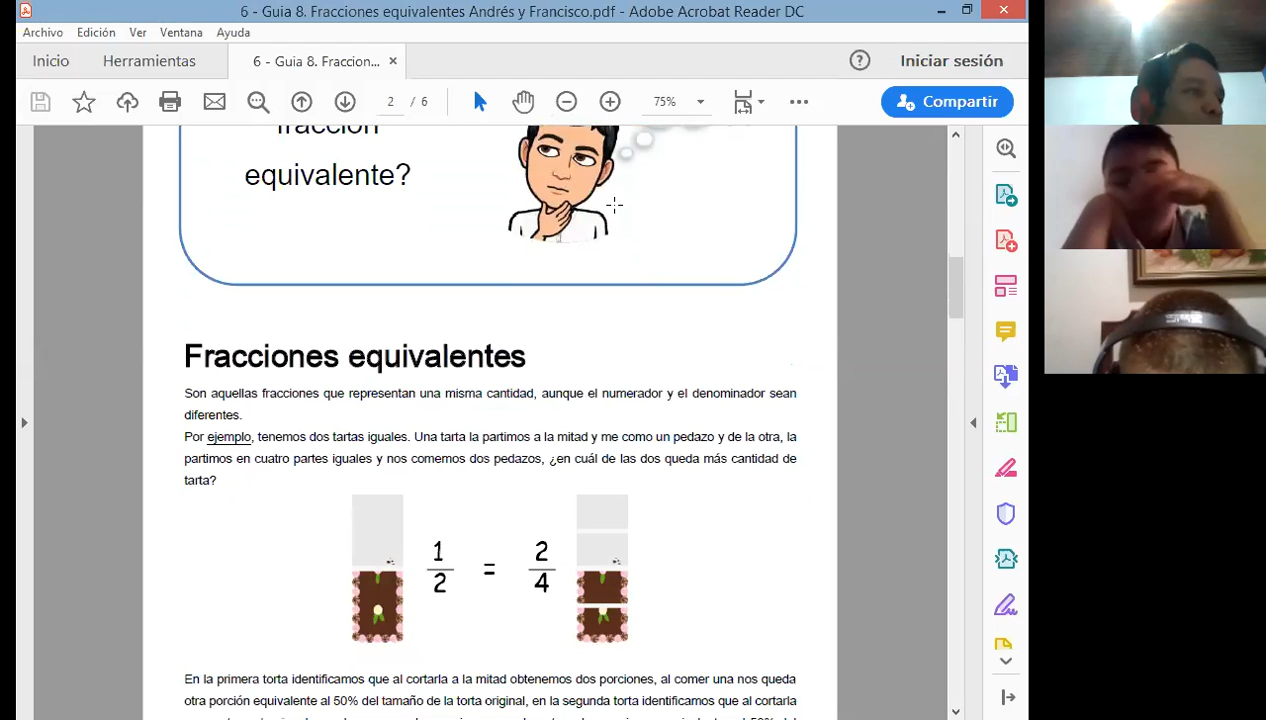 6 - Guia 8. Fracciones equivalentes Andrés y Francisco.pdf - Adobe Acrobat Reader DC
Archivo Edición Ver Ventana Ayuda
Inicio Herramientas 6 - Guia 8. Fraccion... × ? Iniciar sesión
2 / 6 75% Compartir
fracción
equivalente?
Fracciones equivalentes
Son aquellas fracciones que representan una misma cantidad, aunque el numerador y el denominador sean
diferentes.
Por ejemplo, tenemos dos tartas iguales. Una tarta la partimos a la mitad y me como un pedazo y de la otra, la
partimos en cuatro partes iguales y nos comemos dos pedazos, ¿en cuál de las dos queda más cantidad de
tarta?
1 2
=
2 4
En la primera torta identificamos que al cortarla a la mitad obtenemos dos porciones, al comer una nos queda
otra porción equivalente al 50% del tamaño de la torta original, en la segunda torta identificamos que al cortarla